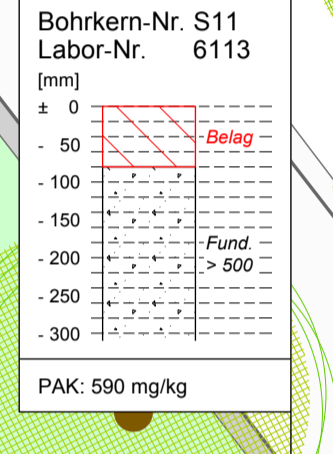 Bohrkern-Nr. S11
Labor-Nr. 6113
[mm]
± 0
- 50
Belag
- 100
- 150
- 200
Fund.
> 500
- 250
- 300
PAK: 590 mg/kg